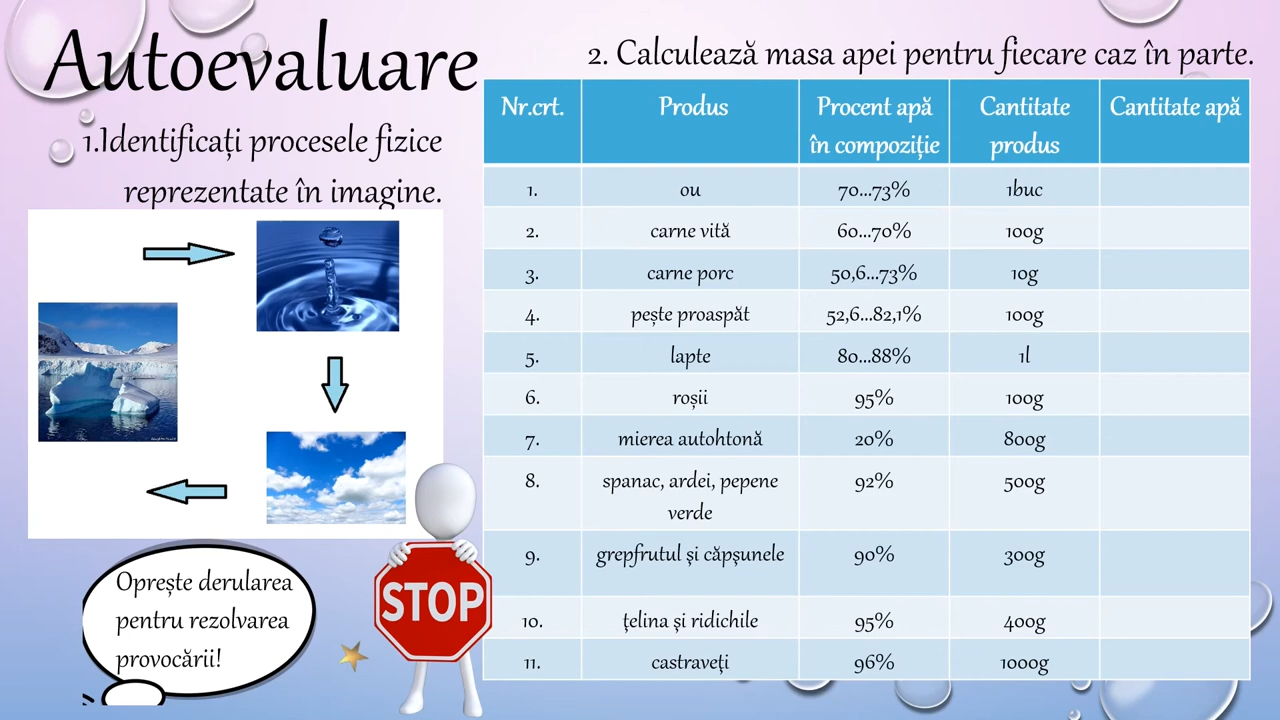 Autoevaluare
1.Identificați procesele fizice
reprezentate în imagine.
Oprește derularea
pentru rezolvarea
provocării!
STOP
2. Calculează masa apei pentru fiecare caz în parte.
Nr.crt. Produs Procent apă în compoziție Cantitate produs Cantitate apă
1. ou 70...73% 1buc
2. carne vită 60...70% 100g
3. carne porc 50,6...73% 10g
4. pește proaspăt 52,6...82,1% 100g
5. lapte 80...88% 1l
6. roșii 95% 100g
7. mierea autohtonă 20% 800g
8. spanac, ardei, pepene verde 92% 500g
9. grepfrutul și căpșunele 90% 300g
10. țelina și ridichile 95% 400g
11. castraveți 96% 1000g